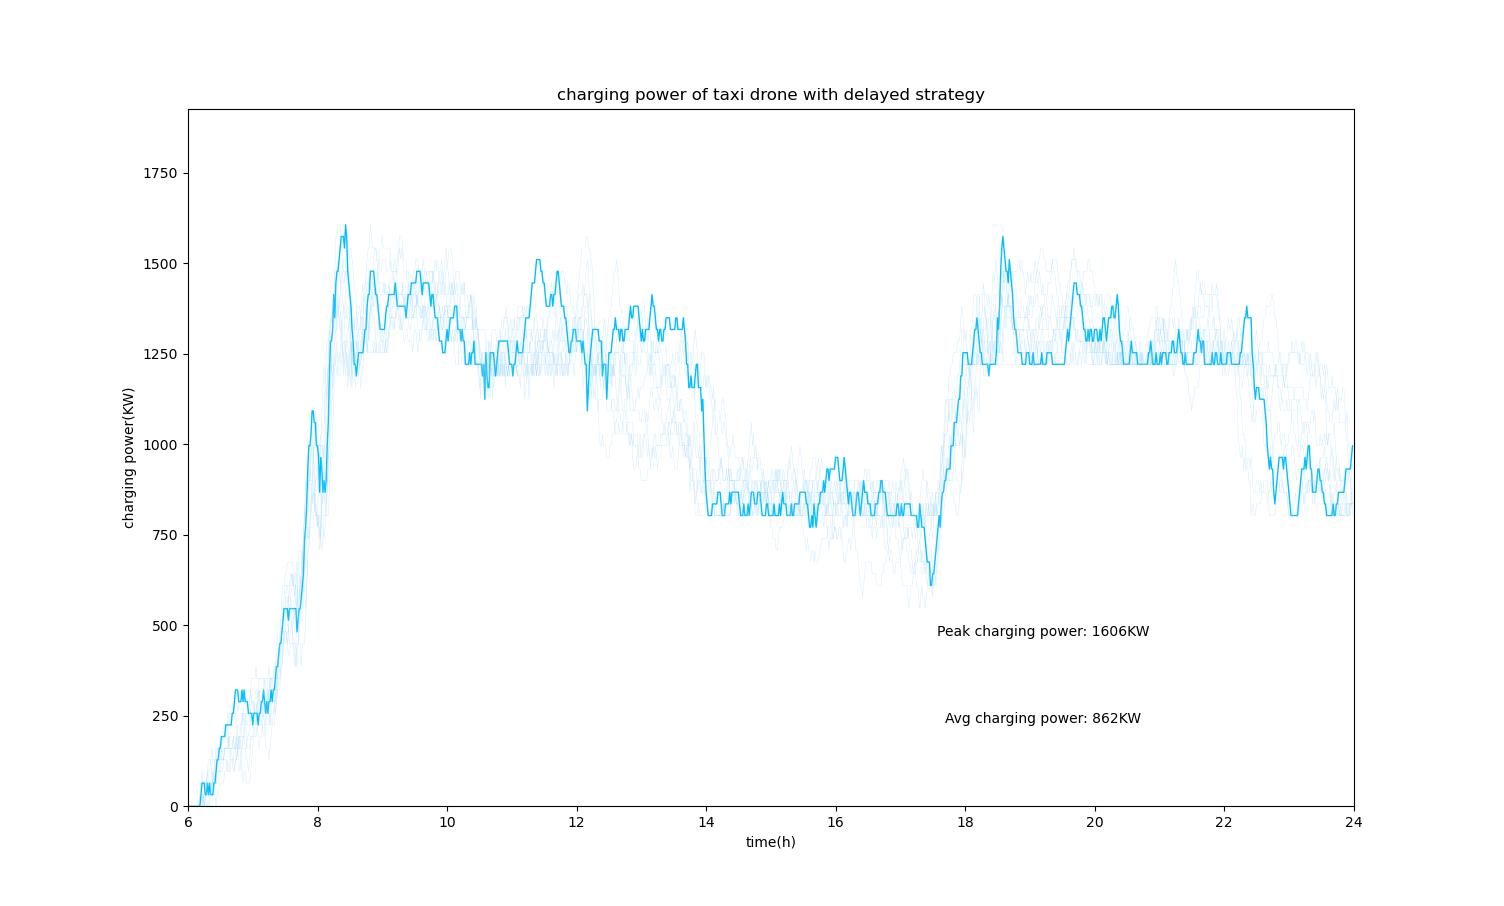 charging power of taxi drone with delayed strategy
charging power(KW)
1750
1500
1250
1000
750
500
250
0
Peak charging power: 1606KW
Avg charging power: 862KW
6 8 10 12 14 16 18 20 22 24
time(h)